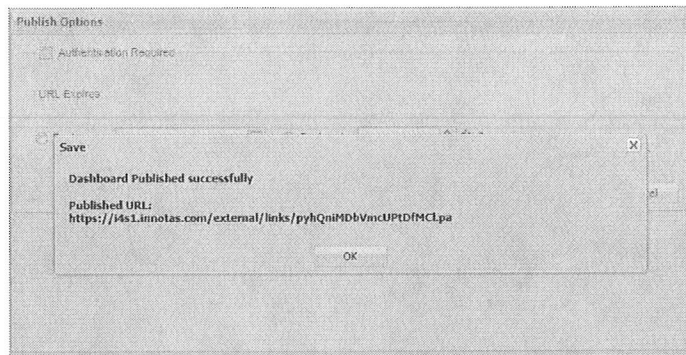 Publish Options
Authentication Required
URL Expires
Save
X
Dashboard Published successfully
Published URL:
https://i4s1.innotas.com/external/links/pyhQniMDbVmcUPtDfMCl.pa
el
OK